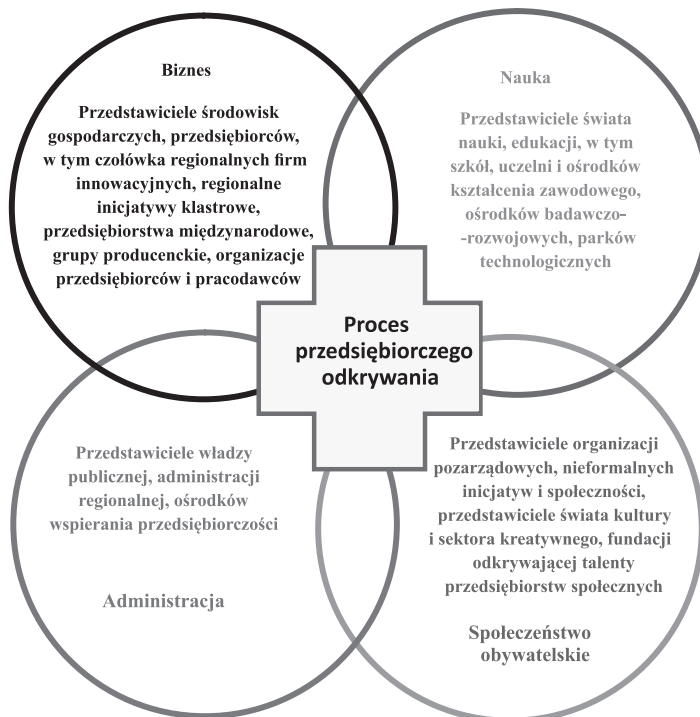 Biznes
Przedstawiciele środowisk
gospodarczych, przedsiębiorców,
w tym czołówka regionalnych firm
innowacyjnych, regionalne
inicjatywy klastrowe,
przedsiębiorstwa międzynarodowe,
grupy producenckie, organizacje
przedsiębiorców i pracodawców
Nauka
Przedstawiciele świata
nauki, edukacji, w tym
szkół, uczelni i ośrodków
kształcenia zawodowego,
ośrodków badawczo-
-rozwojowych, parków
technologicznych
Proces
przedsiębiorczego
odkrywania
Przedstawiciele władzy
publicznej, administracji
regionalnej, ośrodków
wspierania przedsiębiorczości
Administracja
Przedstawiciele organizacji
pozarządowych, nieformalnych
inicjatyw i społeczności,
przedstawiciele świata kultury
i sektora kreatywnego, fundacji
odkrywającej talenty
przedsiębiorstw społecznych
Społeczeństwo
obywatelskie